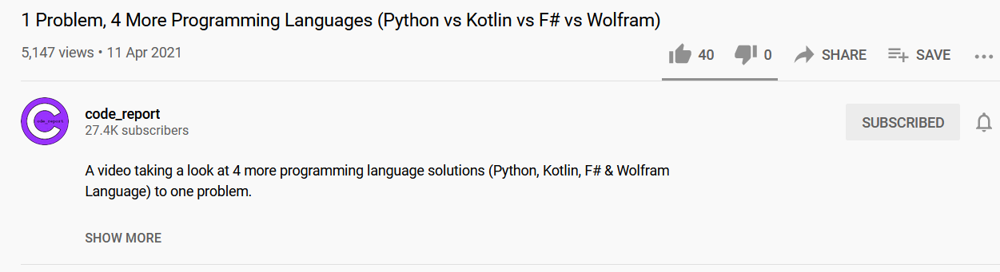 1 Problem, 4 More Programming Languages (Python vs Kotlin vs F# vs Wolfram)
5,147 views • 11 Apr 2021
40 0 SHARE SAVE
code_report
code_report
27.4K subscribers
SUBSCRIBED
A video taking a look at 4 more programming language solutions (Python, Kotlin, F# & Wolfram
Language) to one problem.
SHOW MORE